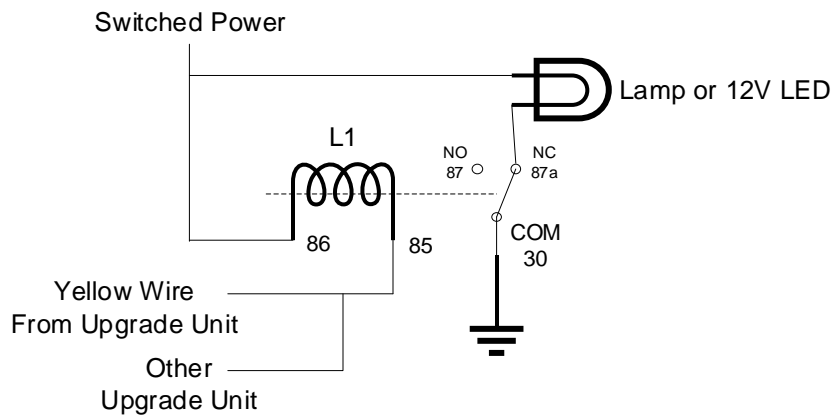 Switched Power
Lamp or 12V LED
L1
NO
87
NC
87a
86
85
COM
30
Yellow Wire
From Upgrade Unit
Other
Upgrade Unit